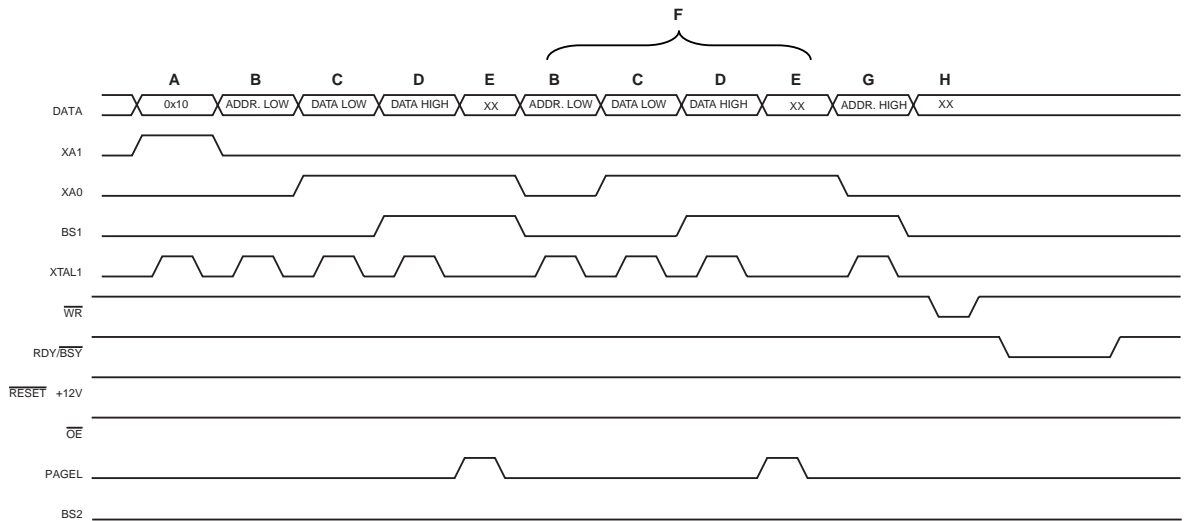 F
A B C D E B C D E G H
DATA 0x10 ADDR. LOW DATA LOW DATA HIGH XX ADDR. LOW DATA LOW DATA HIGH XX ADDR. HIGH XX
XA1
XA0
BS1
XTAL1
WR
RDY/BSY
RESET +12V
OE
PAGEL
BS2